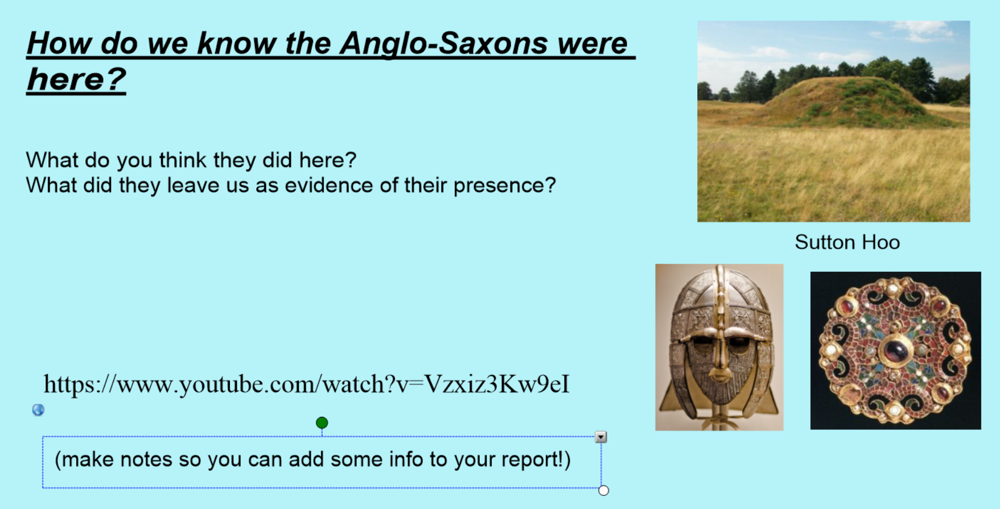 How do we know the Anglo-Saxons were
here?
What do you think they did here?
What did they leave us as evidence of their presence?
Sutton Hoo
https://www.youtube.com/watch?v=Vzxiz3Kw9eI
(make notes so you can add some info to your report!)